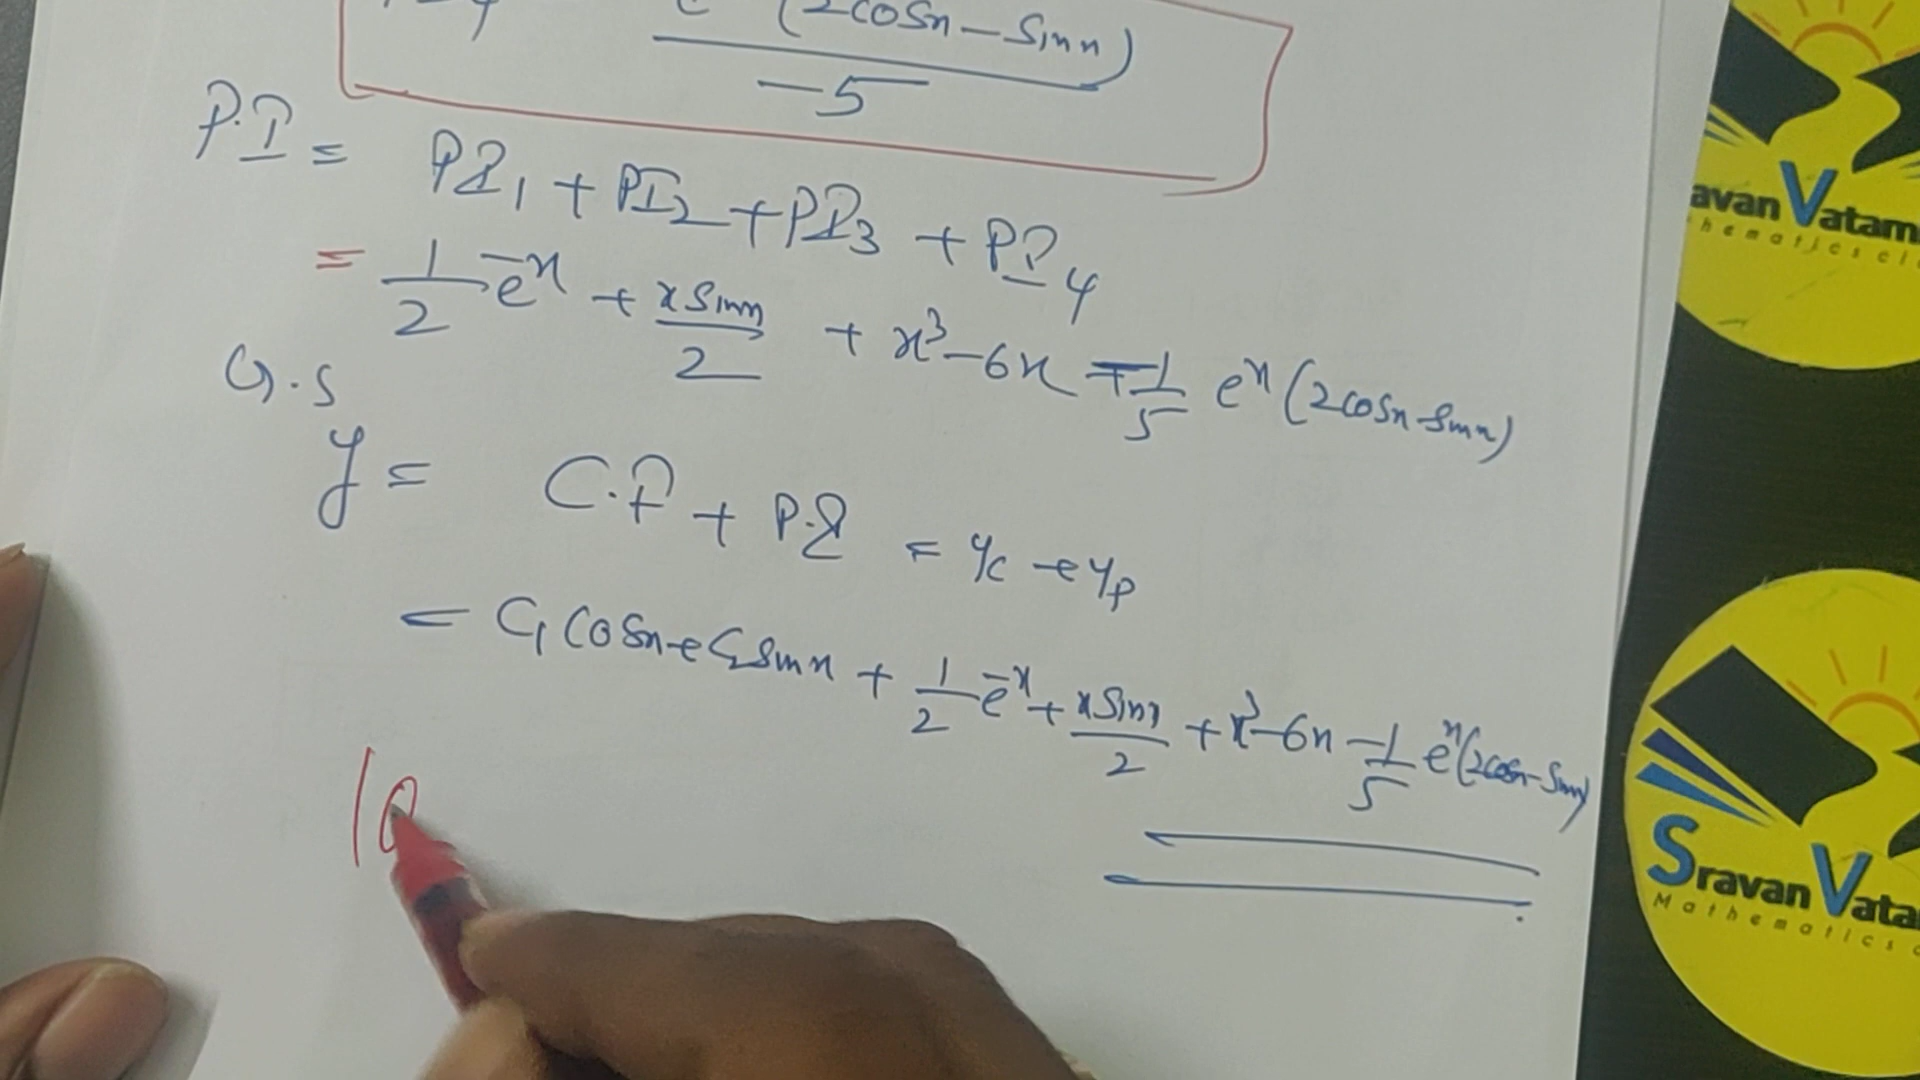 e (2cosx - sinx)
-5
P.I = PI₁ + PI₂ + PI₃ + PI₄
= 1/2 e⁻ˣ + x sinx/2 + x³ - 6x - 1/5 eˣ (2cosx - sinx)
G.S
y = C.F + P.I = yc + yp
= C₁ cosx + C₂ sinx + 1/2 e⁻ˣ + x sinx/2 + x³ - 6x - 1/5 eˣ (2cosx - sinx)
10
avan Vatam
hematics cl
Sravan Vata
Mathematics c